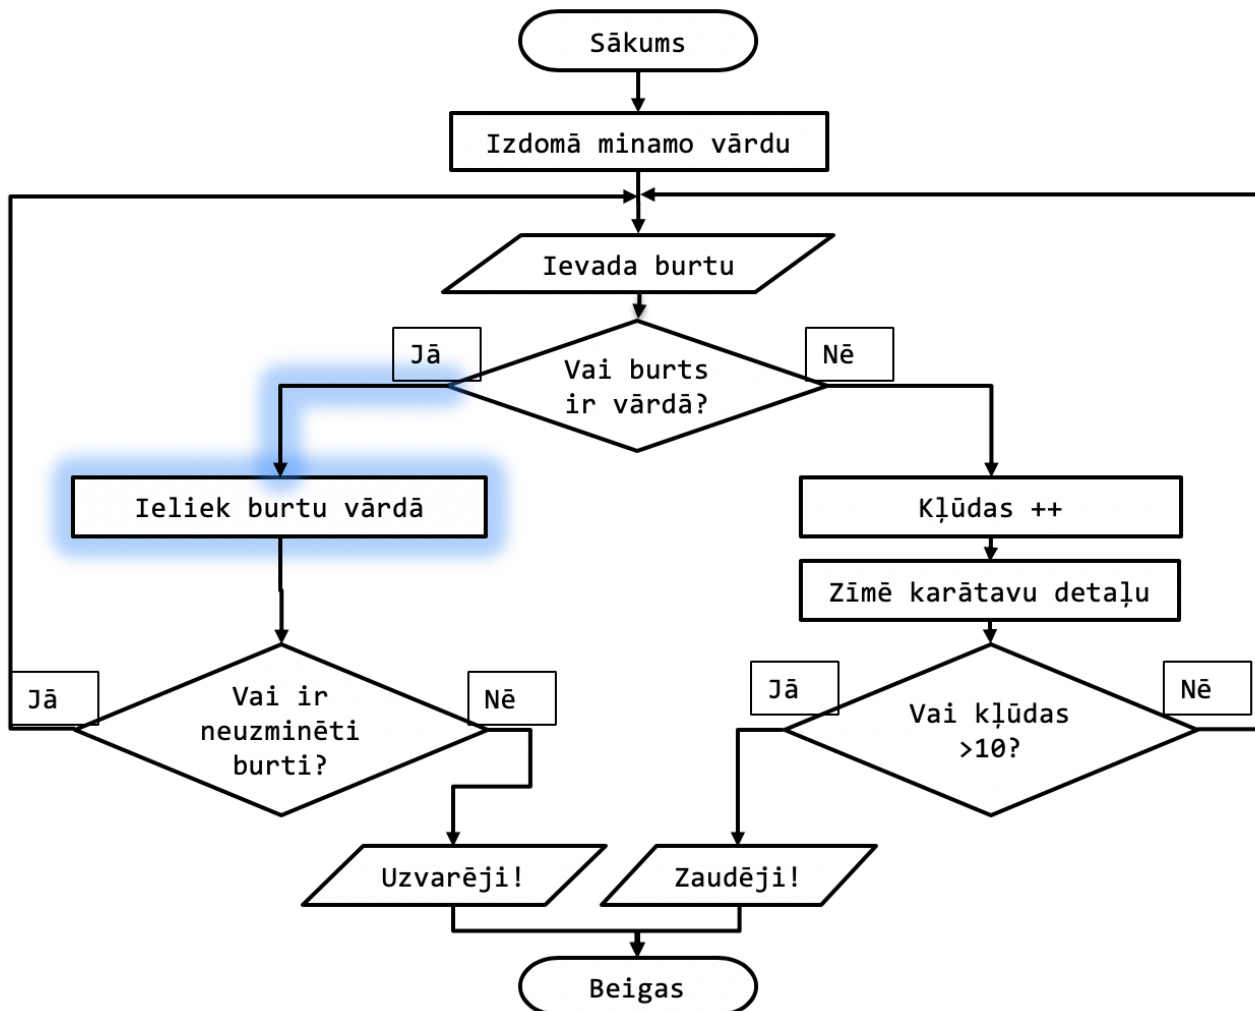 Sākums
Izdomā minamo vārdu
Ievada burtu
Jā
Nē
Vai burts
ir vārdā?
Ieliek burtu vārdā
Kļūdas ++
Zīmē karātavu detaļu
Jā
Vai ir
neuzminēti
burti?
Nē
Jā
Vai kļūdas
>10?
Nē
Uzvarēji!
Zaudēji!
Beigas